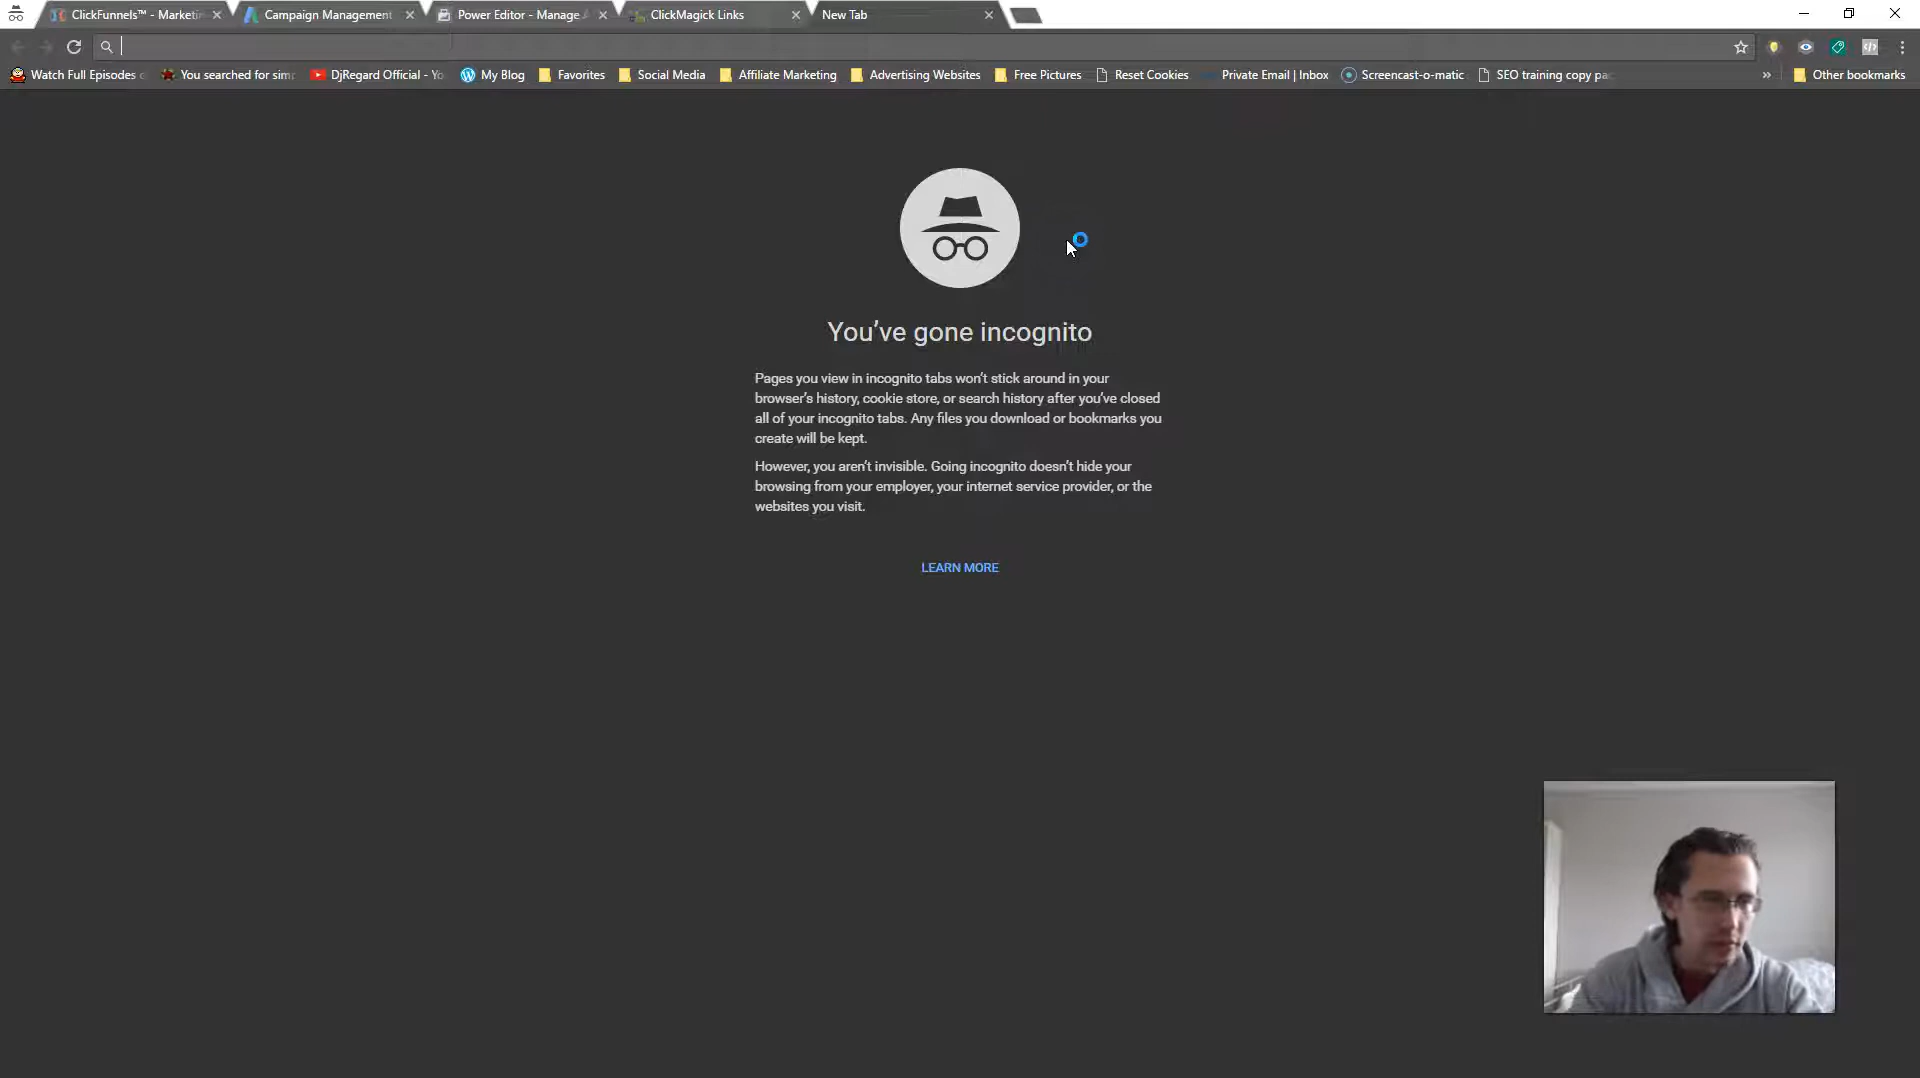 ClickFunnels™ - Marketi
Campaign Management
Power Editor - Manage A
ClickMagick Links
New Tab
Watch Full Episodes o
You searched for sim
DjRegard Official - Yo
My Blog
Favorites
Social Media
Affiliate Marketing
Advertising Websites
Free Pictures
Reset Cookies
Private Email | Inbox
Screencast-o-matic
SEO training copy pa
»
Other bookmarks
You've gone incognito
Pages you view in incognito tabs won't stick around in your
browser's history, cookie store, or search history after you've closed
all of your incognito tabs. Any files you download or bookmarks you
create will be kept.
However, you aren't invisible. Going incognito doesn't hide your
browsing from your employer, your internet service provider, or the
websites you visit.
LEARN MORE